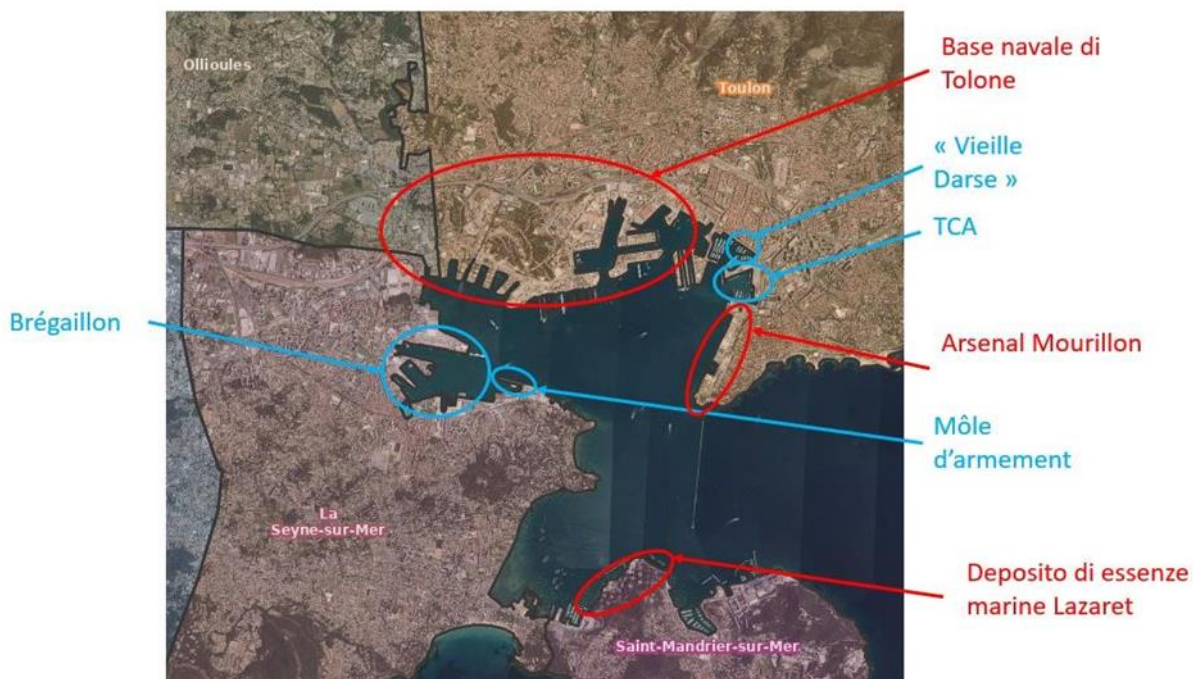 Ollioules
Toulon
Base navale di
Tolone
« Vieille
Darse »
TCA
Brégaillon
Arsenal Mourillon
Môle
d'armement
La
Seyne-sur-Mer
Deposito di essenze
marine Lazaret
Saint-Mandrier-sur-Mer